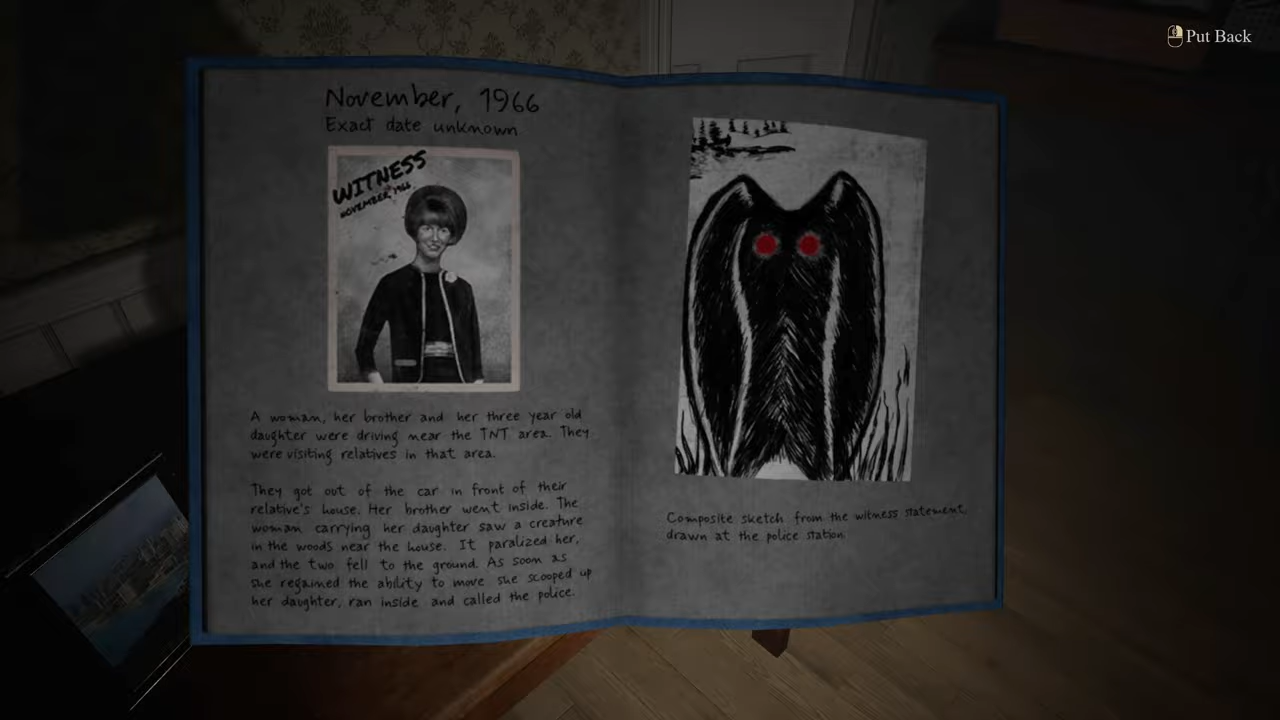 Put Back
November, 1966
Exact date unknown
WITNESS
NOVEMBER, 1966
A woman, her brother and her three year old
daughter were driving near the TNT area. They
were visiting relatives in that area.
They got out of the car in front of their
relative's house. Her brother went inside. The
woman carrying her daughter saw a creature
in the woods near the house. It paralized her,
and the two fell to the ground. As soon as
she regained the ability to move she scooped up
her daughter, ran inside and called the police.
Composite sketch from the witness statement,
drawn at the police station.